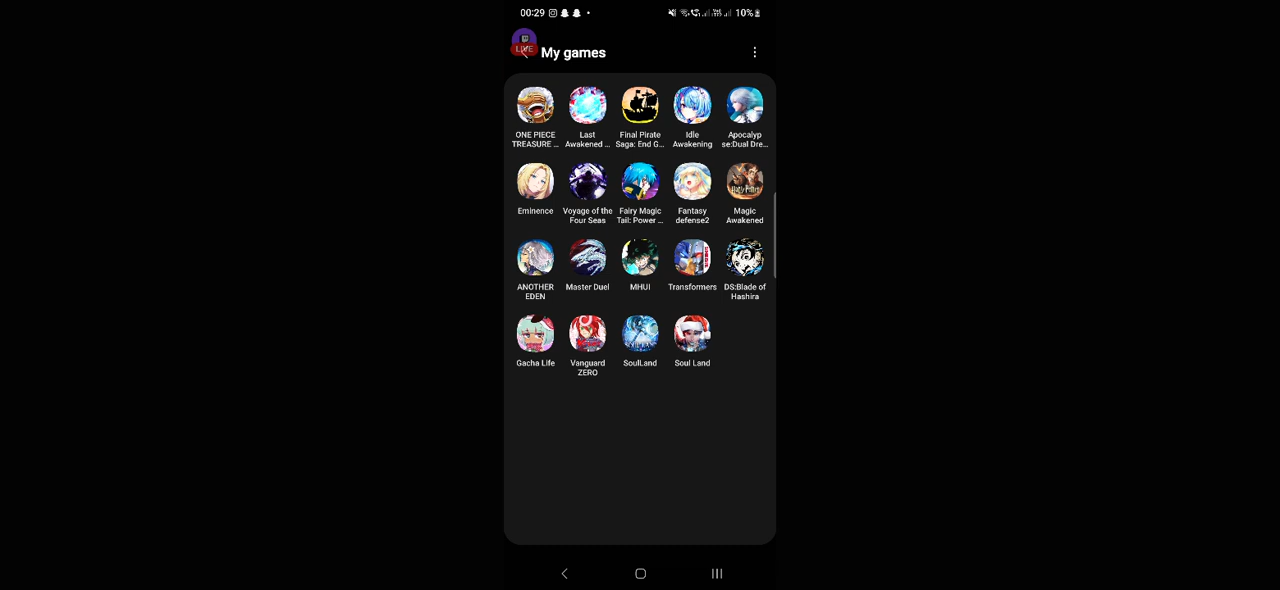 00:29
10%
LIVE
My games
ONE PIECE
TREASURE ...
Last
Awakened ...
Final Pirate
Saga: End G...
Idle
Awakening
Apocalyp
se:Dual Dre...
Eminence
Voyage of the
Four Seas
Fairy Magic
Tail: Power ...
Fantasy
defense2
Harry Potter
Magic
Awakened
ANOTHER
EDEN
Master Duel
MHUI
Transformers
DS:Blade of
Hashira
Gacha Life
Vanguard
ZERO
SoulLand
Soul Land